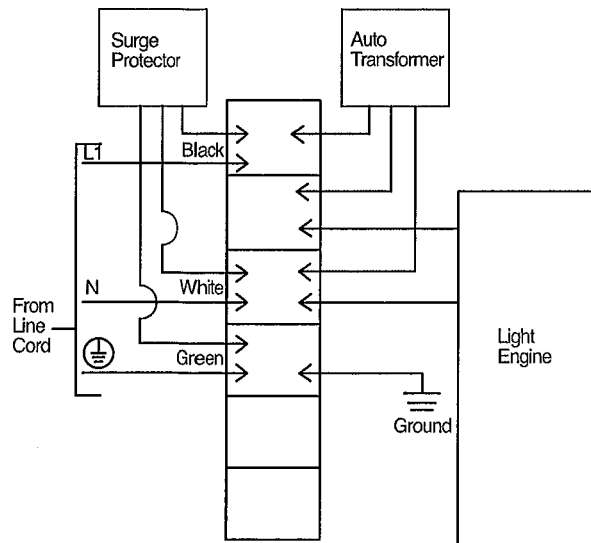 Surge
Protector
Auto
Transformer
L1
Black
N
White
From
Line
Cord
Green
Light
Engine
Ground